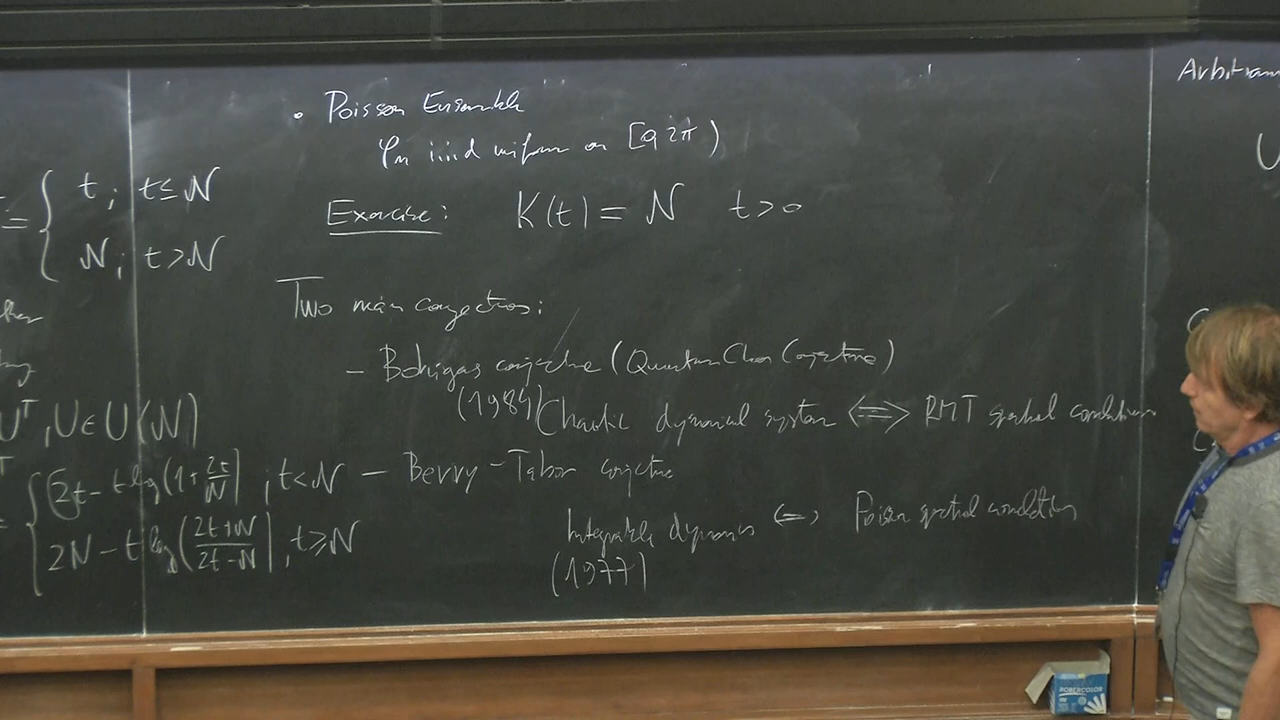 • Poisson Ensemble
φn iiid uniform on [0, 2π)
Exercise: K(t) = N t>0
= { t ; t≤N
N ; t>N
Two main conjectures:
- Bohigas conjecture (Quantum Chaos Conjecture)
(1984) Chaotic dynamical system <=> RMT spectral correlations
U^T , U∈U(N)
{ 2t - t log(1+ 2t/N) , t<N
2N - t log( 2t+N / 2t-N ) , t≥N
- Berry-Tabor conjecture
Integrable dynamics <=> Poisson spectral correlations
(1977)
Arbitrary
U
ROBERCOLOR